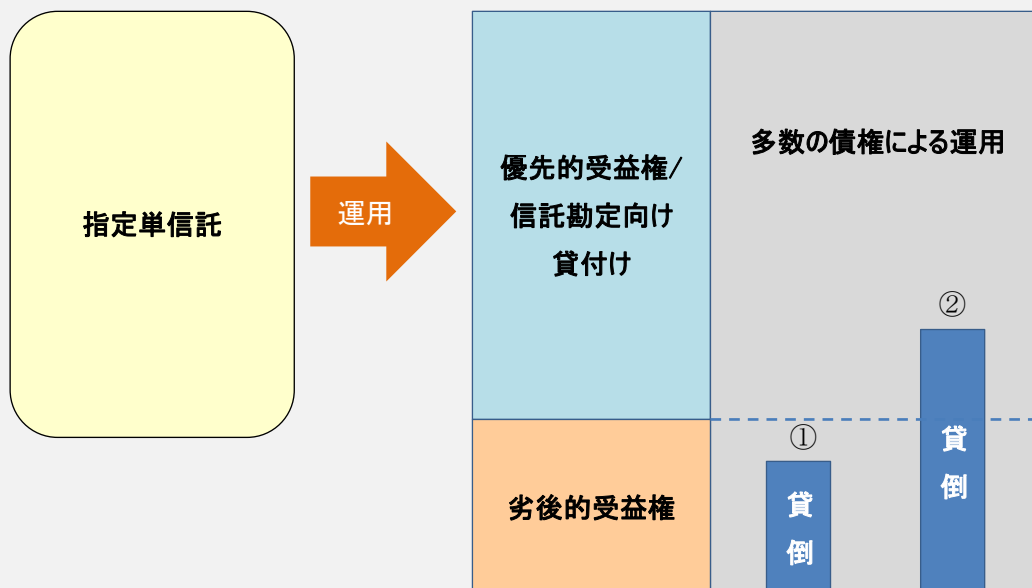 指定単信託
運用
優先的受益権/
信託勘定向け
貸付け
劣後的受益権
多数の債権による運用
①
貸
倒
②
貸
倒